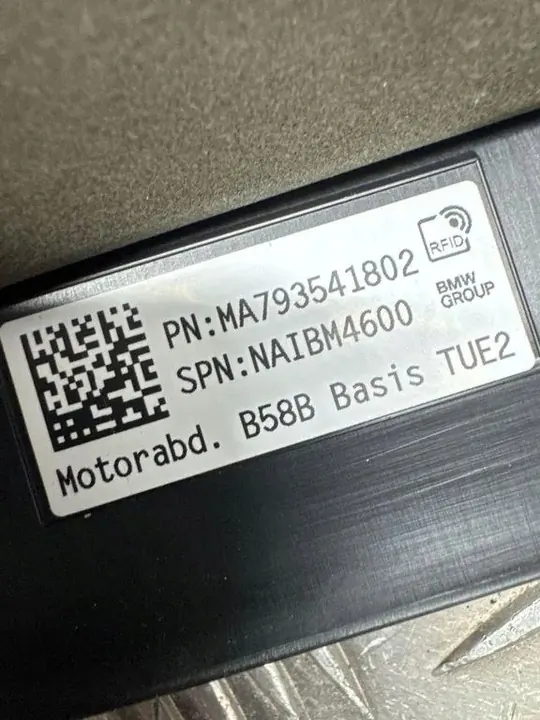 PN:MA793541802
SPN:NAIBM4600
Motorabd. B58B Basis TUE2
RFID
BMW
GROUP